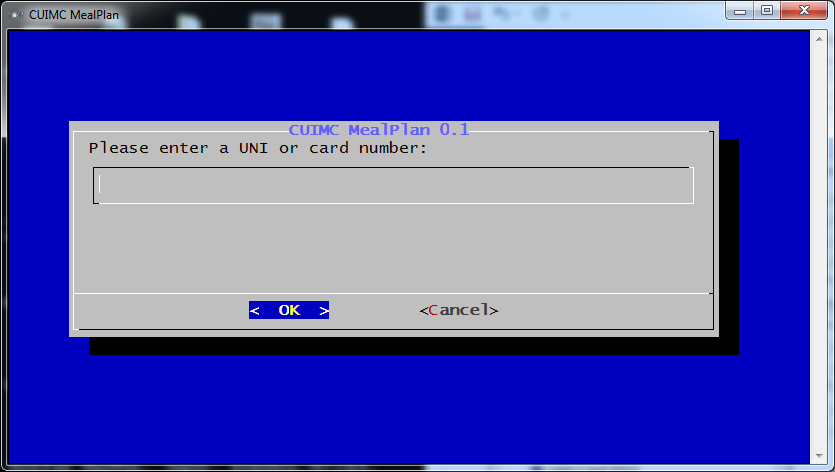 CUIMC MealPlan
CUIMC MealPlan 0.1
Please enter a UNI or card number:
< OK > <Cancel>